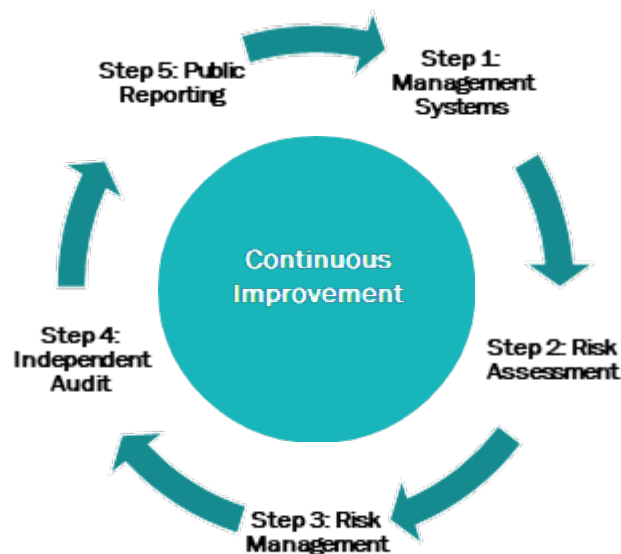 Step 1:
Management
Systems
Step 2: Risk
Assessment
Step 3: Risk
Management
Step 4:
Independent
Audit
Step 5: Public
Reporting
Continuous
Improvement